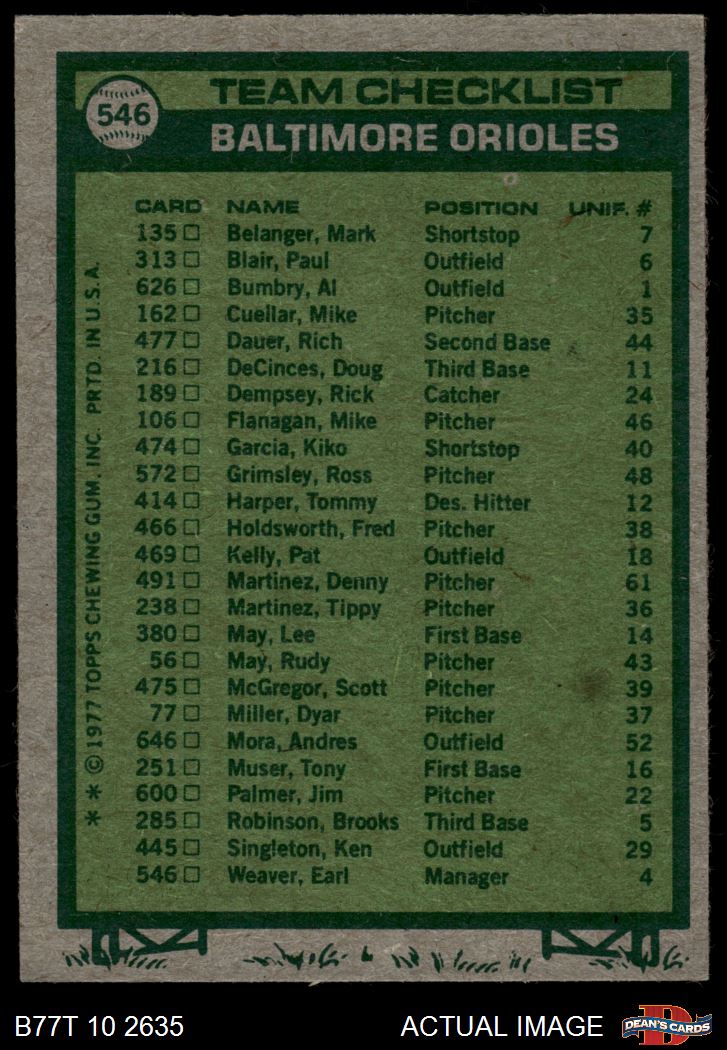 546
TEAM CHECKLIST
BALTIMORE ORIOLES
CARD NAME POSITION UNIF. #
135 Belanger, Mark Shortstop 7
313 Blair, Paul Outfield 6
626 Bumbry, Al Outfield 1
162 Cuellar, Mike Pitcher 35
477 Dauer, Rich Second Base 44
216 DeCinces, Doug Third Base 11
189 Dempsey, Rick Catcher 24
106 Flanagan, Mike Pitcher 46
474 Garcia, Kiko Shortstop 40
572 Grimsley, Ross Pitcher 48
414 Harper, Tommy Des. Hitter 12
466 Holdsworth, Fred Pitcher 38
469 Kelly, Pat Outfield 18
491 Martinez, Denny Pitcher 61
238 Martinez, Tippy Pitcher 36
380 May, Lee First Base 14
56 May, Rudy Pitcher 43
475 McGregor, Scott Pitcher 39
77 Miller, Dyar Pitcher 37
646 Mora, Andres Outfield 52
251 Muser, Tony First Base 16
600 Palmer, Jim Pitcher 22
285 Robinson, Brooks Third Base 5
445 Singleton, Ken Outfield 29
546 Weaver, Earl Manager 4
* * © 1977 TOPPS CHEWING GUM, INC. PRTD. IN U.S.A.
B77T 10 2635 ACTUAL IMAGE
D
DEAN'S CARDS